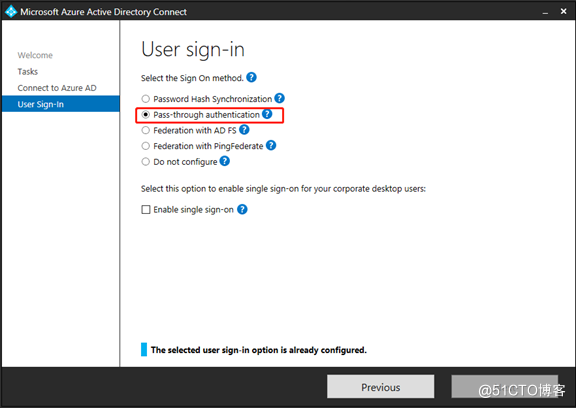 Microsoft Azure Active Directory Connect
Welcome
Tasks
Connect to Azure AD
User Sign-In
User sign-in
Select the Sign On method. ?
Password Hash Synchronization ?
Pass-through authentication ?
Federation with AD FS ?
Federation with PingFederate ?
Do not configure ?
Select this option to enable single sign-on for your corporate desktop users:
Enable single sign-on ?
The selected user sign-in option is already configured.
Previous
@51CTO博客